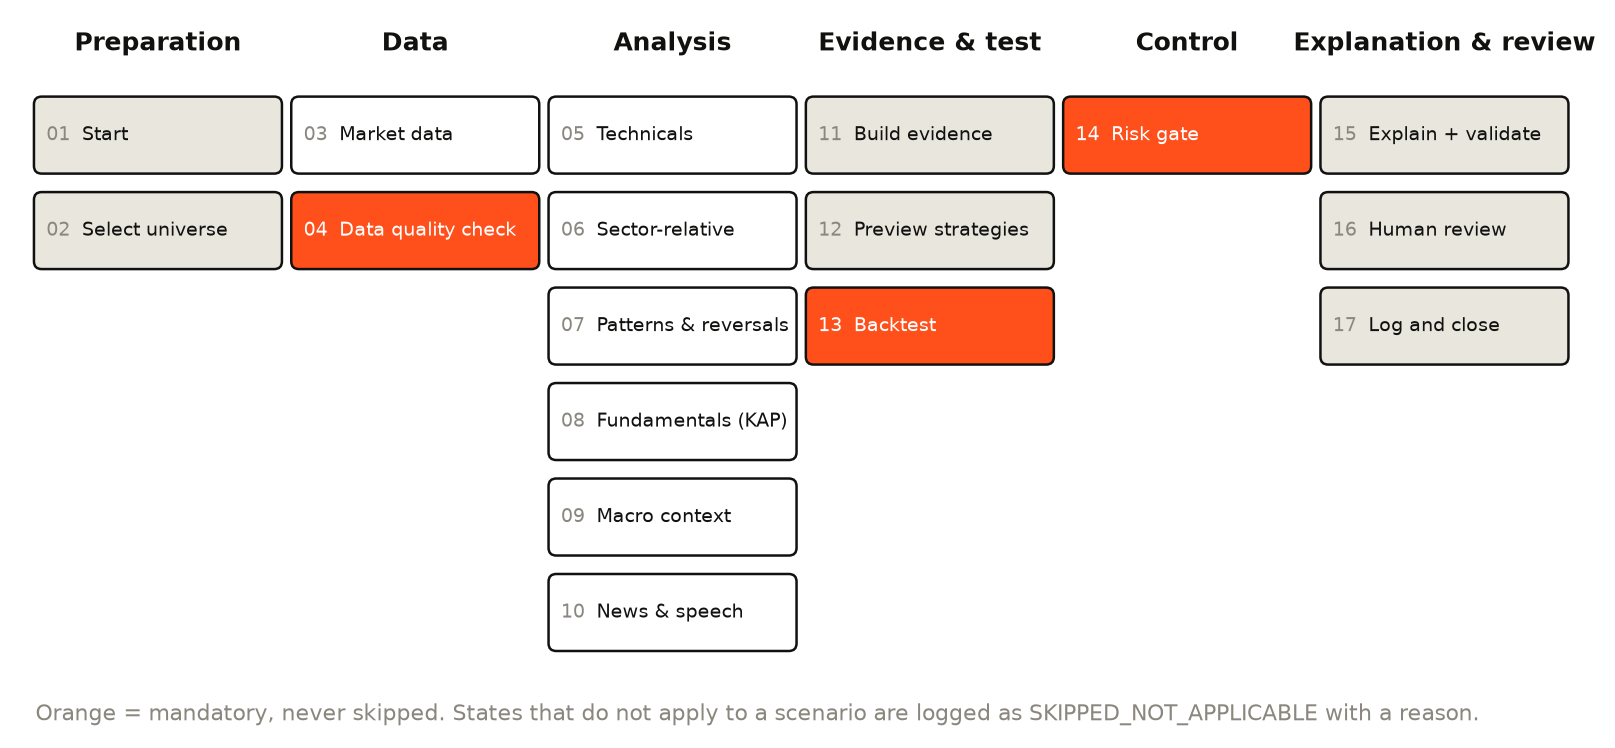 Preparation
01 Start
02 Select universe
Data
03 Market data
04 Data quality check
Analysis
05 Technicals
06 Sector-relative
07 Patterns & reversals
08 Fundamentals (KAP)
09 Macro context
10 News & speech
Evidence & test
11 Build evidence
12 Preview strategies
13 Backtest
Control
14 Risk gate
Explanation & review
15 Explain + validate
16 Human review
17 Log and close
Orange = mandatory, never skipped. States that do not apply to a scenario are logged as SKIPPED_NOT_APPLICABLE with a reason.